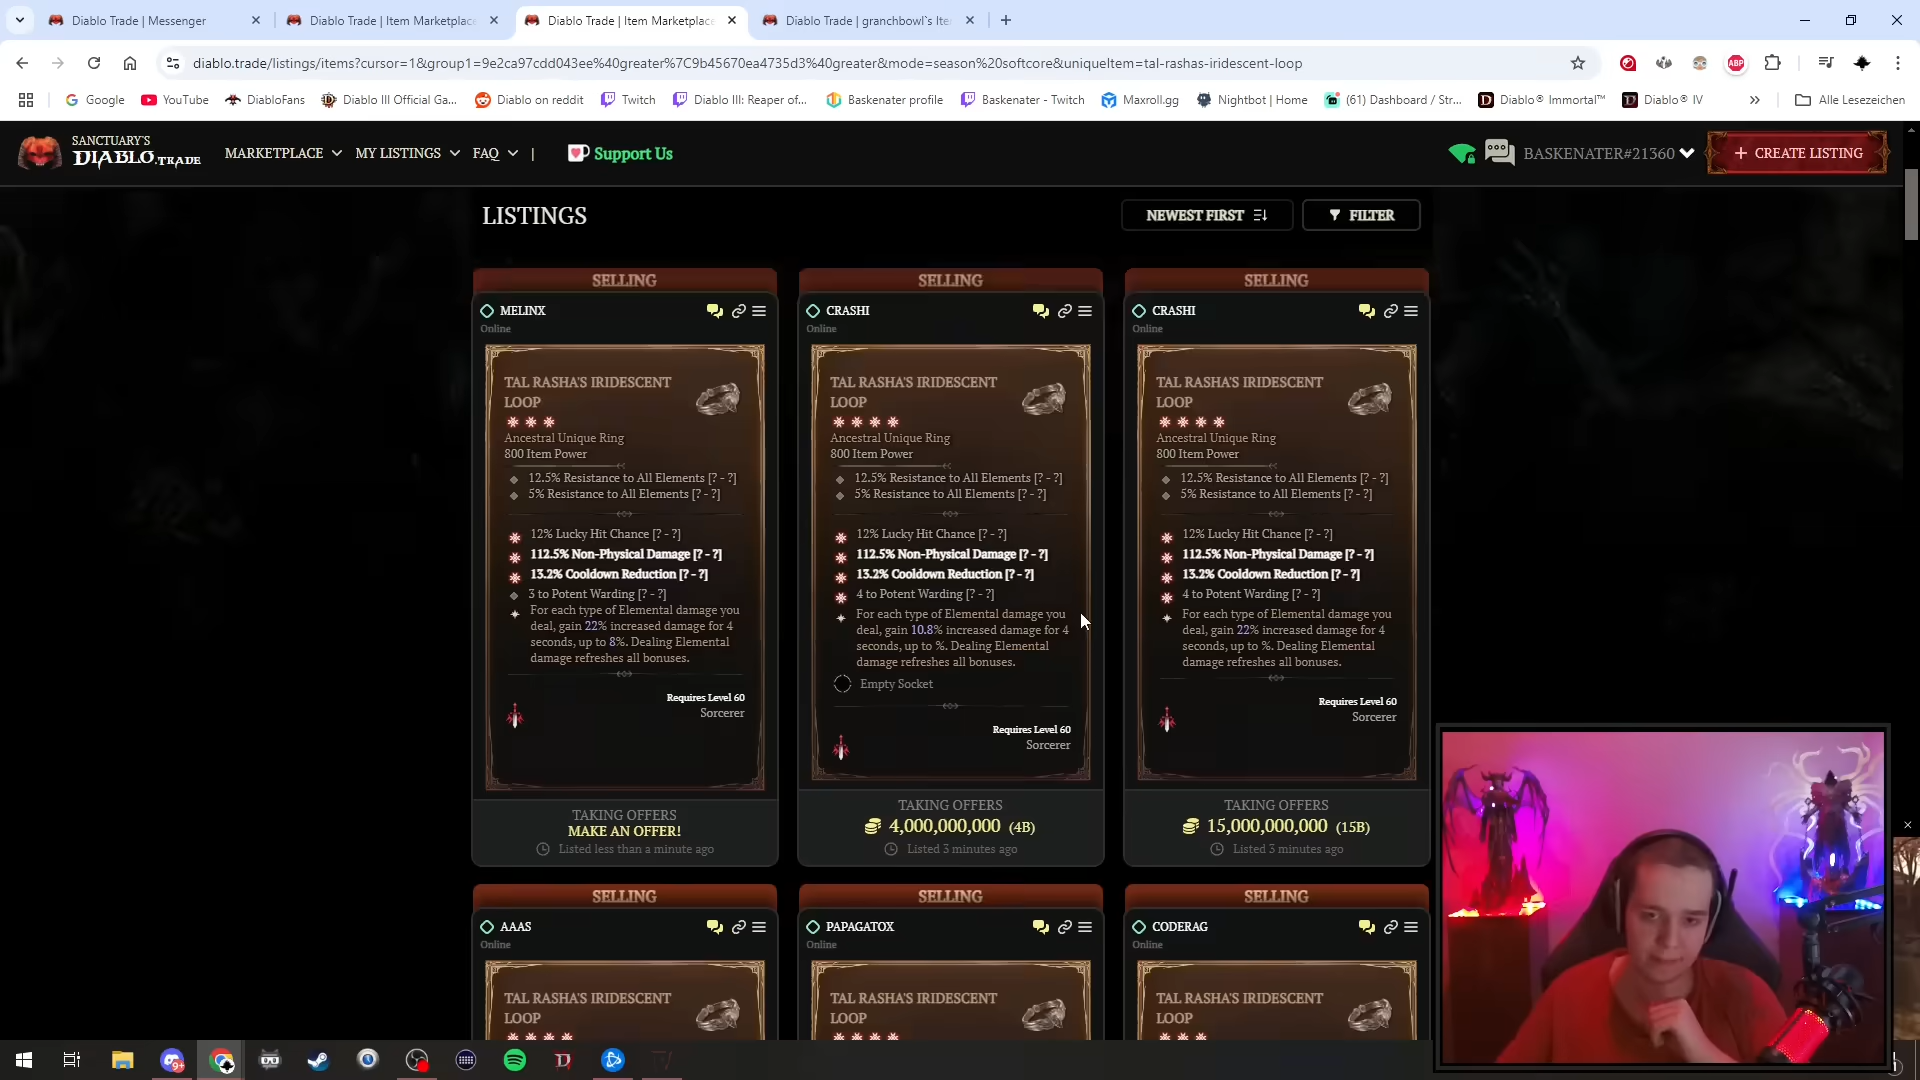 Diablo Trade | Messenger
Diablo Trade | Item Marketplace
Diablo Trade | Item Marketplace
Diablo Trade | granchbowl`s Ite
diablo.trade/listings/items?cursor=1&group1=9e2ca97cdd043ee%40greater%7C9b45670ea4735d3%40greater&mode=season%20softcore&uniqueItem=tal-rashas-iridescent-loop
ABP
Google
YouTube
DiabloFans
Diablo III Official Ga...
Diablo on reddit
Twitch
Diablo III: Reaper of...
Baskenater profile
Baskenater - Twitch
Maxroll.gg
Nightbot | Home
(61) Dashboard / Str...
Diablo® Immortal™
Diablo® IV
Alle Lesezeichen
SANCTUARY'S
DIABLO.TRADE
MARKETPLACE
MY LISTINGS
FAQ
|
Support Us
BASKENATER#21360
+ CREATE LISTING
LISTINGS
NEWEST FIRST
FILTER
SELLING
MELINX
Online
TAL RASHA'S IRIDESCENT
LOOP
Ancestral Unique Ring
800 Item Power
12.5% Resistance to All Elements [? - ?]
5% Resistance to All Elements [? - ?]
12% Lucky Hit Chance [? - ?]
112.5% Non-Physical Damage [? - ?]
13.2% Cooldown Reduction [? - ?]
3 to Potent Warding [? - ?]
For each type of Elemental damage you
deal, gain 22% increased damage for 4
seconds, up to 8%. Dealing Elemental
damage refreshes all bonuses.
Requires Level 60
Sorcerer
TAKING OFFERS
MAKE AN OFFER!
Listed less than a minute ago
SELLING
CRASHI
Online
TAL RASHA'S IRIDESCENT
LOOP
Ancestral Unique Ring
800 Item Power
12.5% Resistance to All Elements [? - ?]
5% Resistance to All Elements [? - ?]
12% Lucky Hit Chance [? - ?]
112.5% Non-Physical Damage [? - ?]
13.2% Cooldown Reduction [? - ?]
4 to Potent Warding [? - ?]
For each type of Elemental damage you
deal, gain 10.8% increased damage for 4
seconds, up to %. Dealing Elemental
damage refreshes all bonuses.
Empty Socket
Requires Level 60
Sorcerer
TAKING OFFERS
4,000,000,000 (4B)
Listed 3 minutes ago
SELLING
CRASHI
Online
TAL RASHA'S IRIDESCENT
LOOP
Ancestral Unique Ring
800 Item Power
12.5% Resistance to All Elements [? - ?]
5% Resistance to All Elements [? - ?]
12% Lucky Hit Chance [? - ?]
112.5% Non-Physical Damage [? - ?]
13.2% Cooldown Reduction [? - ?]
4 to Potent Warding [? - ?]
For each type of Elemental damage you
deal, gain 22% increased damage for 4
seconds, up to %. Dealing Elemental
damage refreshes all bonuses.
Requires Level 60
Sorcerer
TAKING OFFERS
15,000,000,000 (15B)
Listed 3 minutes ago
SELLING
AAAS
Online
TAL RASHA'S IRIDESCENT
LOOP
SELLING
PAPAGATOX
Online
TAL RASHA'S IRIDESCENT
LOOP
SELLING
CODERAG
Online
TAL RASHA'S IRIDESCENT
LOOP
9+